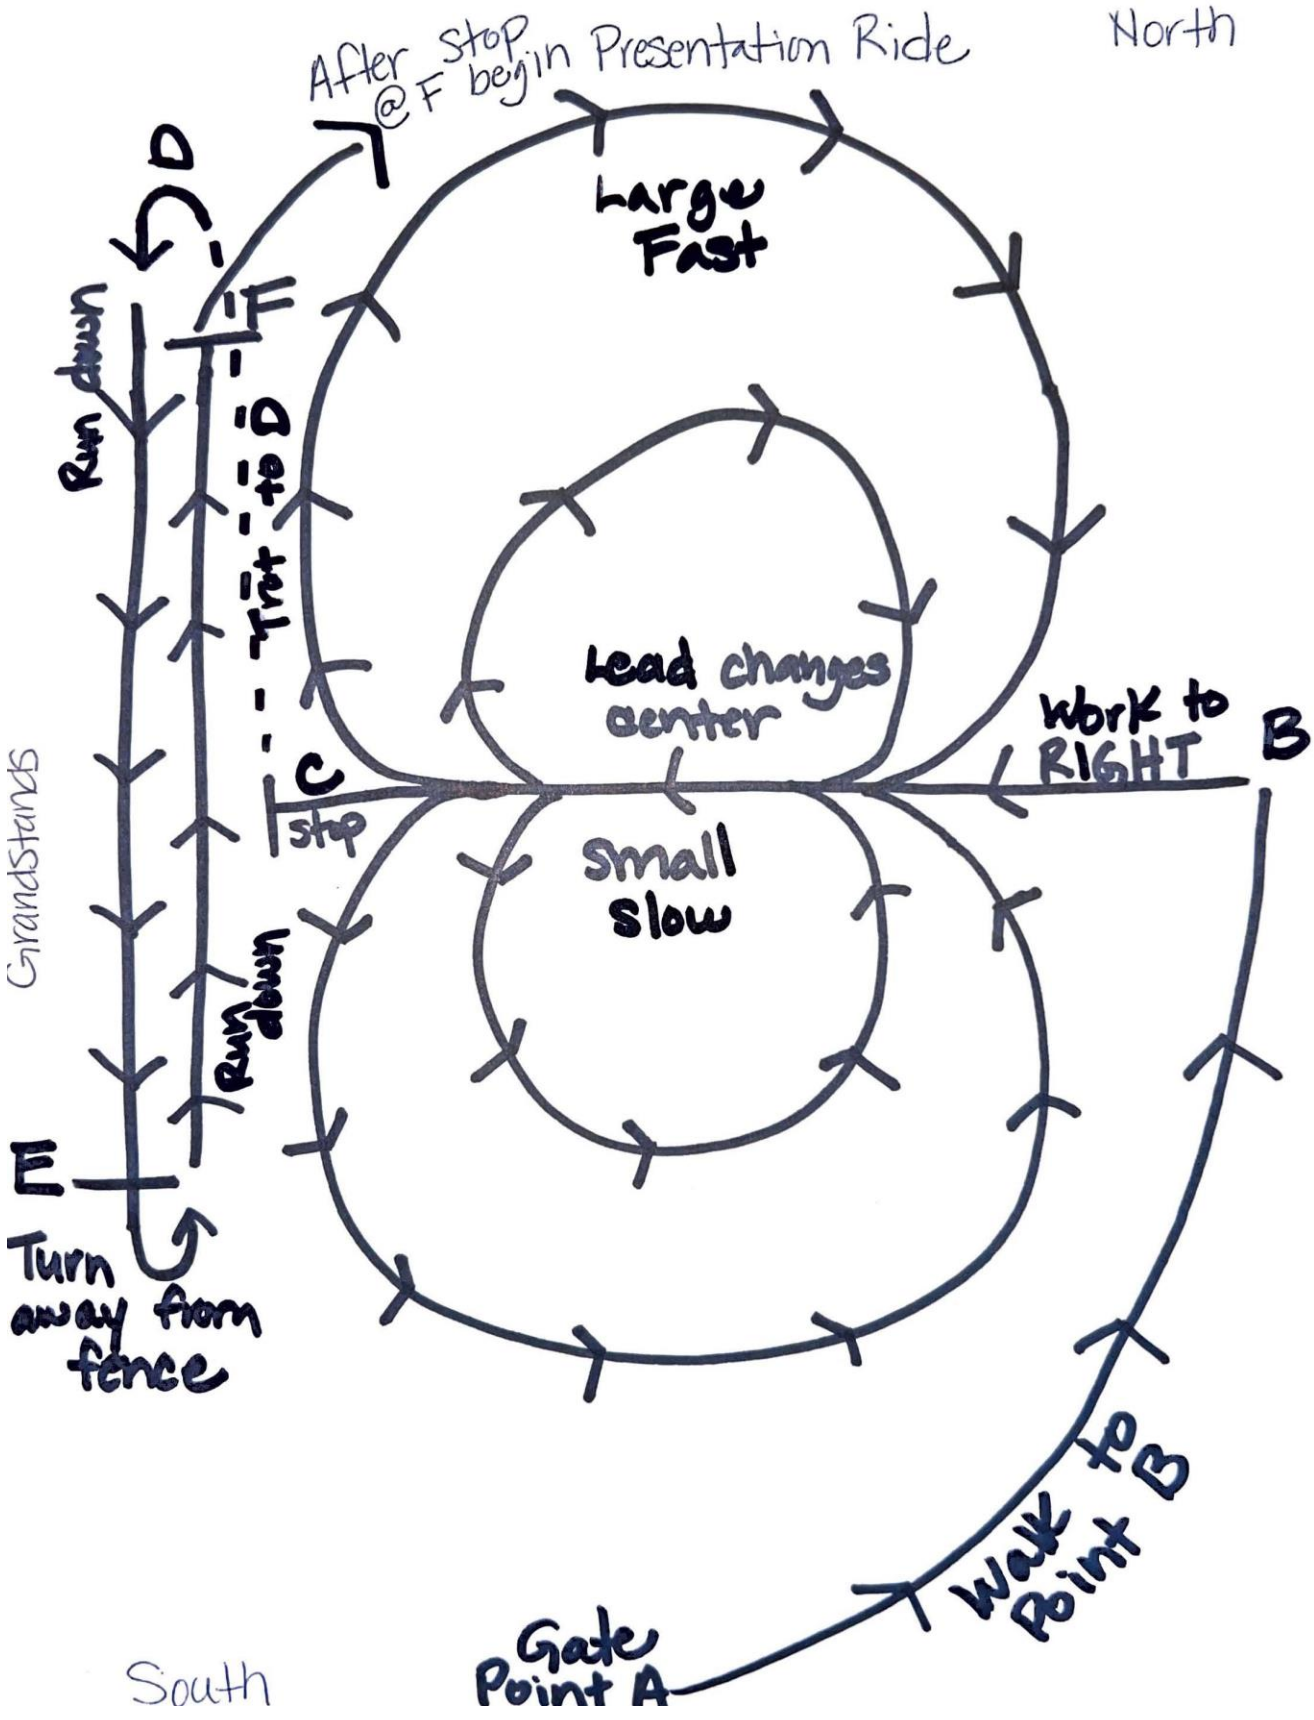 After Stop
@ F begin Presentation Ride
North
D
Large
Fast
F
Run down
Trot to D
Lead changes
center
Work to
RIGHT
B
C
stop
Small
Slow
Grandstands
Run
down
E
Turn
away from
fence
Walk to
Point B
Gate
Point A
South